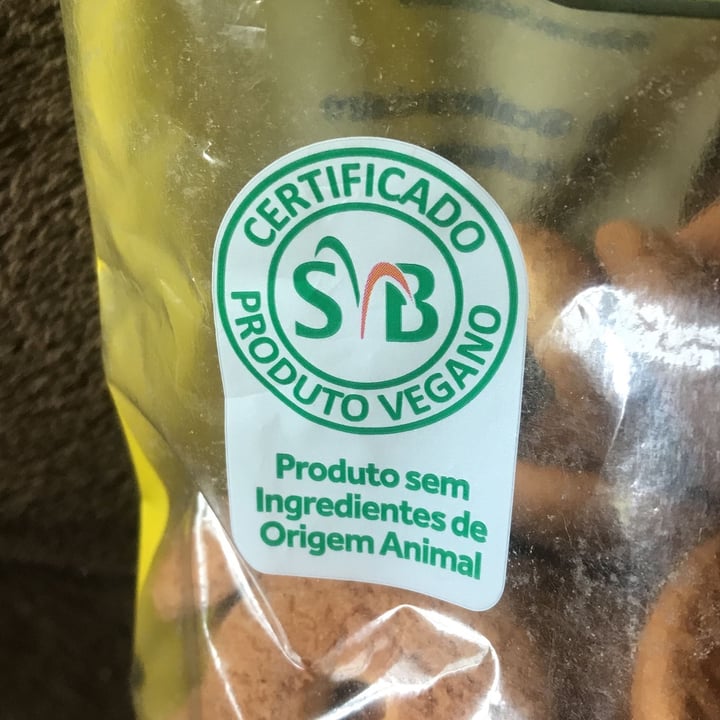 CERTIFICADO
SVB
PRODUTO VEGANO
Produto sem
Ingredientes de
Origem Animal